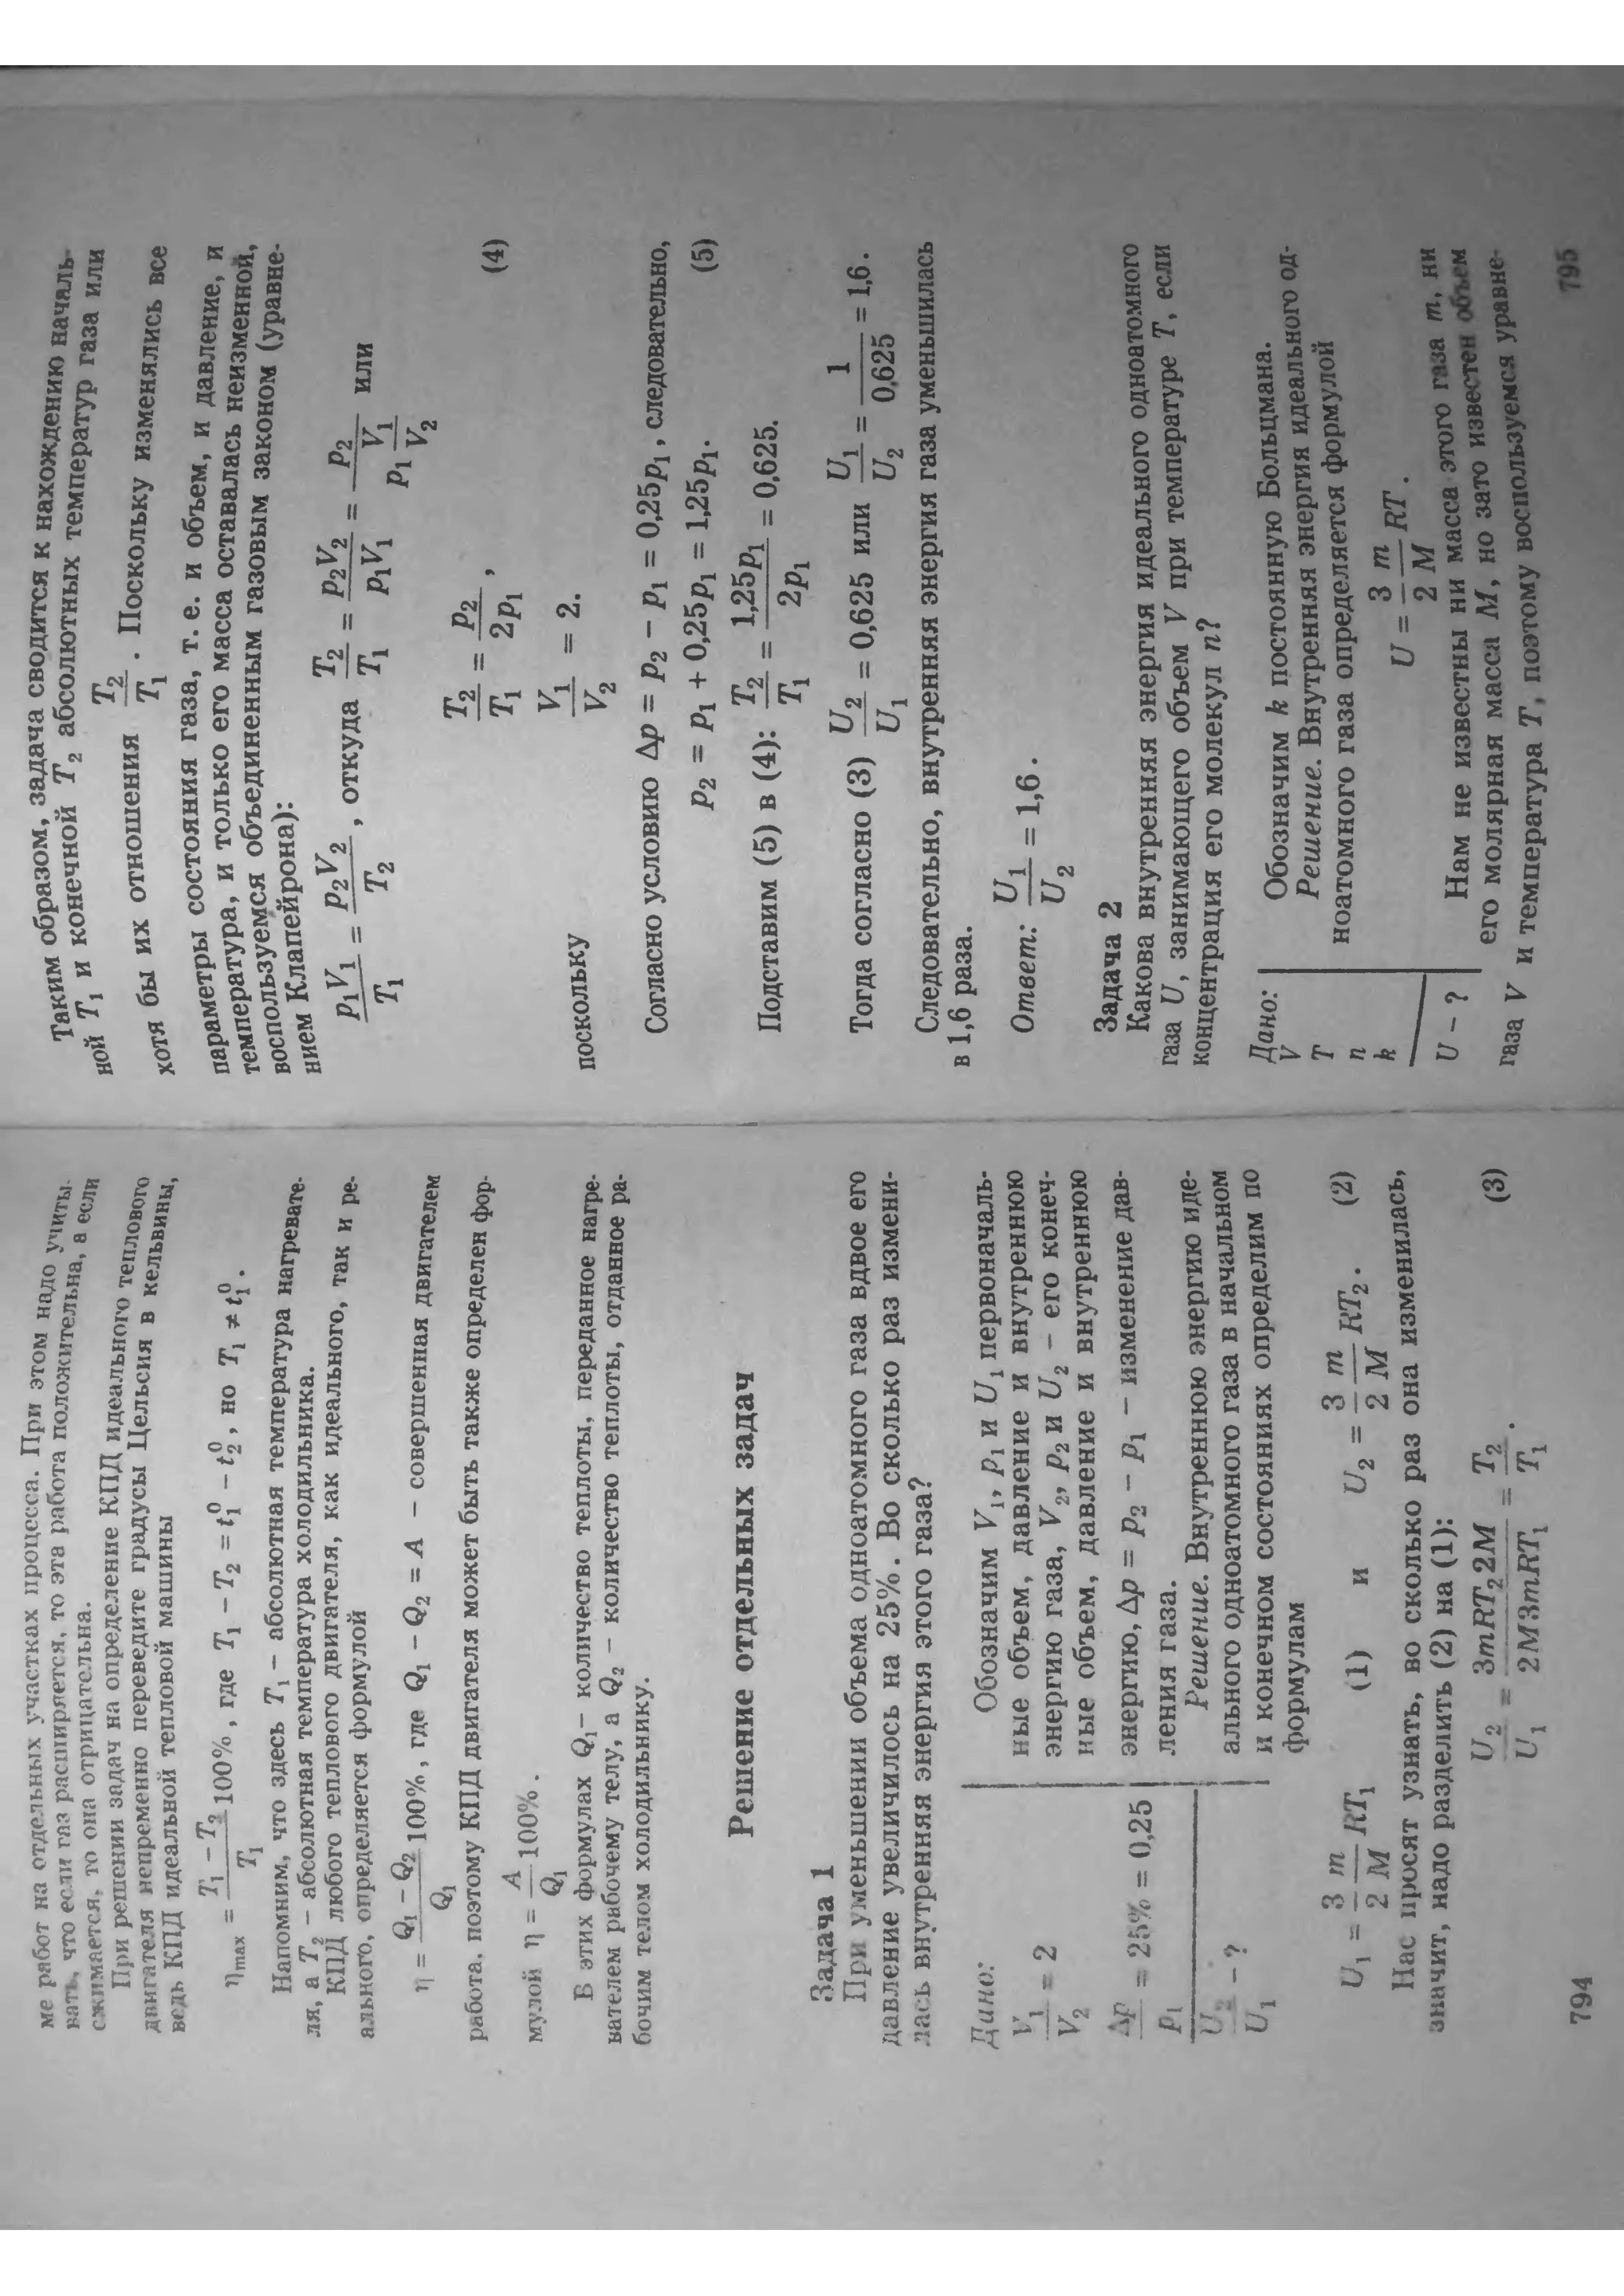 ме работ на отдельных участках процесса. При этом надо учиты-
вать, что если газ расширяется, то эта работа положительна, а если
сжимается, то она отрицательна.
При решении задач на определение КПД идеального теплового
двигателя непременно переведите градусы Цельсия в кельвины,
ведь КПД идеальной тепловой машины
η_max = (T₁ − T₂)/T₁ 100%, где T₁ − T₂ = t₁⁰ − t₂⁰, но T₁ ≠ t₁⁰.
Напомним, что здесь T₁ − абсолютная температура нагревате-
ля, а T₂ − абсолютная температура холодильника.
КПД любого теплового двигателя, как идеального, так и ре-
ального, определяется формулой
η = (Q₁ − Q₂)/Q₁ 100%, где Q₁ − Q₂ = A − совершенная двигателем
работа. поэтому КПД двигателя может быть также определен фор-
мулой η = A/Q₁ 100%.
В этих формулах Q₁ − количество теплоты, переданное нагре-
вателем рабочему телу, а Q₂ − количество теплоты, отданное ра-
бочим телом холодильнику.
Решение отдельных задач
Задача 1
При уменьшении объема одноатомного газа вдвое его
давление увеличилось на 25%. Во сколько раз измени-
лась внутренняя энергия этого газа?
Дано:
V₁/V₂ = 2
Δp/p₁ = 25% = 0,25
U₂/U₁ − ?
Обозначим V₁, p₁ и U₁ первоначаль-
ные объем, давление и внутреннюю
энергию газа, V₂, p₂ и U₂ − его конеч-
ные объем, давление и внутреннюю
энергию, Δp = p₂ − p₁ − изменение дав-
ления газа.
Решение. Внутреннюю энергию иде-
ального одноатомного газа в начальном
и конечном состояниях определим по
формулам
U₁ = 3/2 m/M RT₁ (1) и U₂ = 3/2 m/M RT₂. (2)
Нас просят узнать, во сколько раз она изменилась,
значит, надо разделить (2) на (1):
U₂/U₁ = 3mRT₂2M/2M3mRT₁ = T₂/T₁. (3)
794
Таким образом, задача сводится к нахождению началь-
ной T₁ и конечной T₂ абсолютных температур газа или
хотя бы их отношения T₂/T₁. Поскольку изменялись все
параметры состояния газа, т. е. и объем, и давление, и
температура, и только его масса оставалась неизменной,
воспользуемся объединенным газовым законом (уравне-
нием Клапейрона):
p₁V₁/T₁ = p₂V₂/T₂, откуда T₂/T₁ = p₂V₂/p₁V₁ = p₂/(p₁ V₁/V₂) или
T₂/T₁ = p₂/2p₁, (4)
поскольку V₁/V₂ = 2.
Согласно условию Δp = p₂ − p₁ = 0,25p₁, следовательно,
p₂ = p₁ + 0,25p₁ = 1,25p₁. (5)
Подставим (5) в (4): T₂/T₁ = 1,25p₁/2p₁ = 0,625.
Тогда согласно (3) U₂/U₁ = 0,625 или U₁/U₂ = 1/0,625 = 1,6.
Следовательно, внутренняя энергия газа уменьшилась
в 1,6 раза.
Ответ: U₁/U₂ = 1,6.
Задача 2
Какова внутренняя энергия идеального одноатомного
газа U, занимающего объем V при температуре T, если
концентрация его молекул n?
Дано:
V
T
n
k
U − ?
Обозначим k постоянную Больцмана.
Решение. Внутренняя энергия идеального од-
ноатомного газа определяется формулой
U = 3/2 m/M RT.
Нам не известны ни масса этого газа m, ни
его молярная масса M, но зато известен объем
газа V и температура T, поэтому воспользуемся уравне-
795